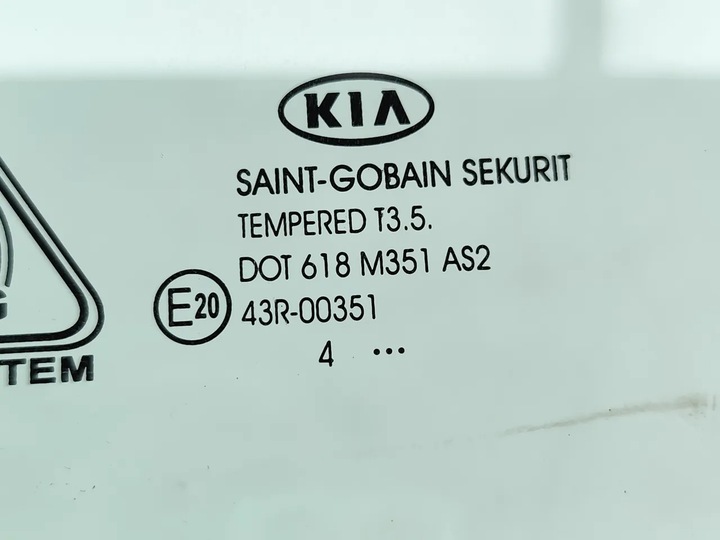 KIA
SAINT-GOBAIN SEKURIT
TEMPERED T3.5.
DOT 618 M351 AS2
E20 43R-00351
4 •••
G
TEM